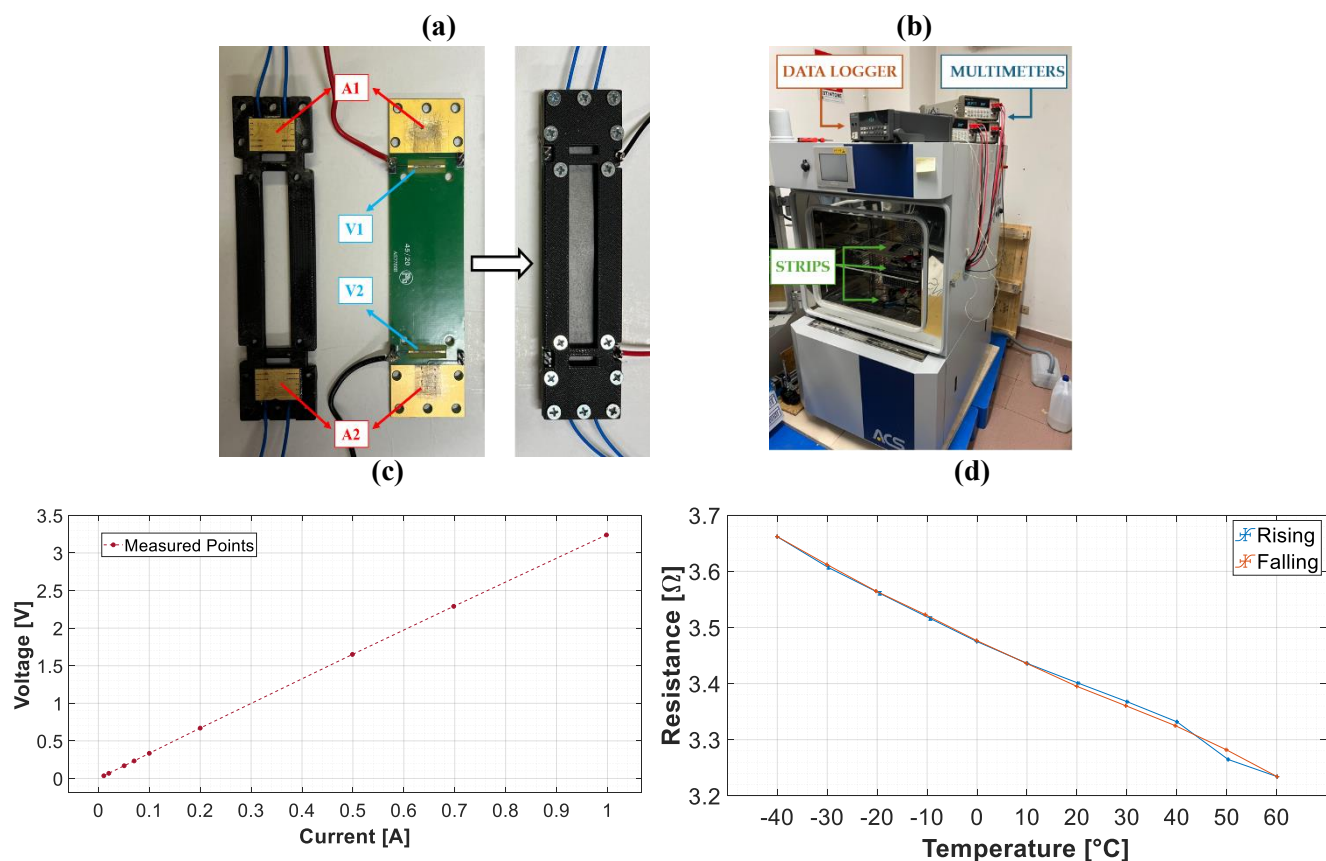 (a)
(b)
A1
V1
V2
A2
45/20
DATA LOGGER
MULTIMETERS
STRIPS
ACS
(c)
(d)
3.5
3
2.5
2
1.5
1
0.5
0
Voltage [V]
Measured Points
0 0.1 0.2 0.3 0.4 0.5 0.6 0.7 0.8 0.9 1
Current [A]
3.7
3.6
3.5
3.4
3.3
3.2
Resistance [Ω]
Rising
Falling
-40 -30 -20 -10 0 10 20 30 40 50 60
Temperature [°C]